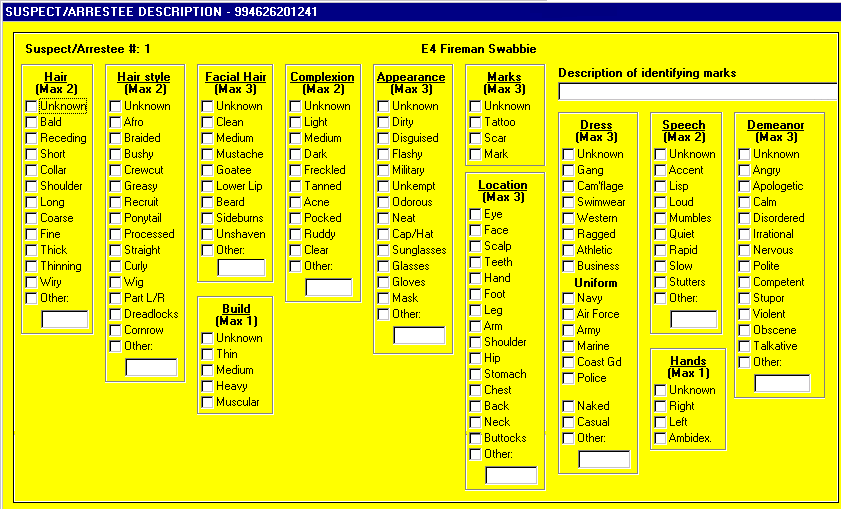 SUSPECT/ARRESTEE DESCRIPTION - 994626201241
Suspect/Arrestee #: 1
E4 Fireman Swabbie
Hair
(Max 2)
Unknown
Bald
Receding
Short
Collar
Shoulder
Long
Coarse
Fine
Thick
Thinning
Wiry
Other:
Hair style
(Max 2)
Unknown
Afro
Braided
Bushy
Crewcut
Greasy
Recruit
Ponytail
Processed
Straight
Curly
Wig
Part L/R
Dreadlocks
Cornrow
Other:
Facial Hair
(Max 3)
Unknown
Clean
Medium
Mustache
Goatee
Lower Lip
Beard
Sideburns
Unshaven
Other:
Build
(Max 1)
Unknown
Thin
Medium
Heavy
Muscular
Complexion
(Max 2)
Unknown
Light
Medium
Dark
Freckled
Tanned
Acne
Pocked
Ruddy
Clear
Other:
Appearance
(Max 3)
Unknown
Dirty
Disguised
Flashy
Military
Unkempt
Odorous
Neat
Cap/Hat
Sunglasses
Glasses
Gloves
Mask
Other:
Marks
(Max 3)
Unknown
Tattoo
Scar
Mark
Location
(Max 3)
Eye
Face
Scalp
Teeth
Hand
Foot
Leg
Arm
Shoulder
Hip
Stomach
Chest
Back
Neck
Buttocks
Other:
Description of identifying marks
Dress
(Max 3)
Unknown
Gang
Cam'flage
Swimwear
Western
Ragged
Athletic
Business
Uniform
Navy
Air Force
Army
Marine
Coast Gd
Police
Naked
Casual
Other:
Speech
(Max 2)
Unknown
Accent
Lisp
Loud
Mumbles
Quiet
Rapid
Slow
Stutters
Other:
Hands
(Max 1)
Unknown
Right
Left
Ambidex.
Demeanor
(Max 3)
Unknown
Angry
Apologetic
Calm
Disordered
Irrational
Nervous
Polite
Competent
Stupor
Violent
Obscene
Talkative
Other: